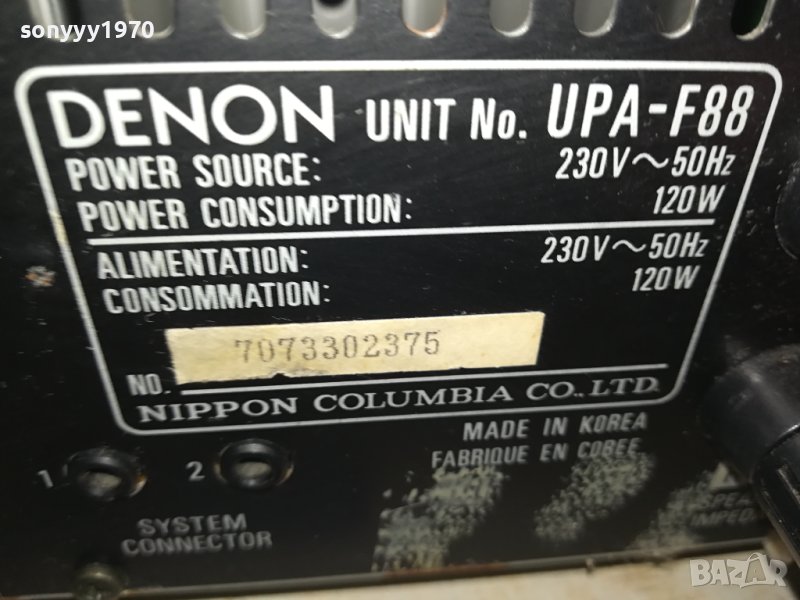 sonyyy1970
DENON UNIT No. UPA-F88
POWER SOURCE: 230V～50Hz
POWER CONSUMPTION: 120W
ALIMENTATION: 230V～50Hz
CONSOMMATION: 120W
NO. 7073302375
NIPPON COLUMBIA CO., LTD.
MADE IN KOREA
FABRIQUE EN COREE
1 2
SYSTEM
CONNECTOR
BAZAR